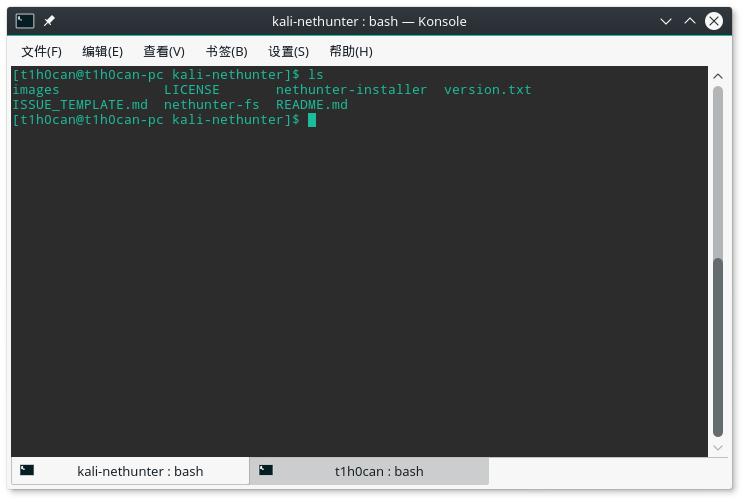 kali-nethunter : bash — Konsole
文件(F) 编辑(E) 查看(V) 书签(B) 设置(S) 帮助(H)
[t1h0can@t1h0can-pc kali-nethunter]$ ls
images             LICENSE       nethunter-installer  version.txt
ISSUE_TEMPLATE.md  nethunter-fs  README.md
[t1h0can@t1h0can-pc kali-nethunter]$
kali-nethunter : bash t1h0can : bash